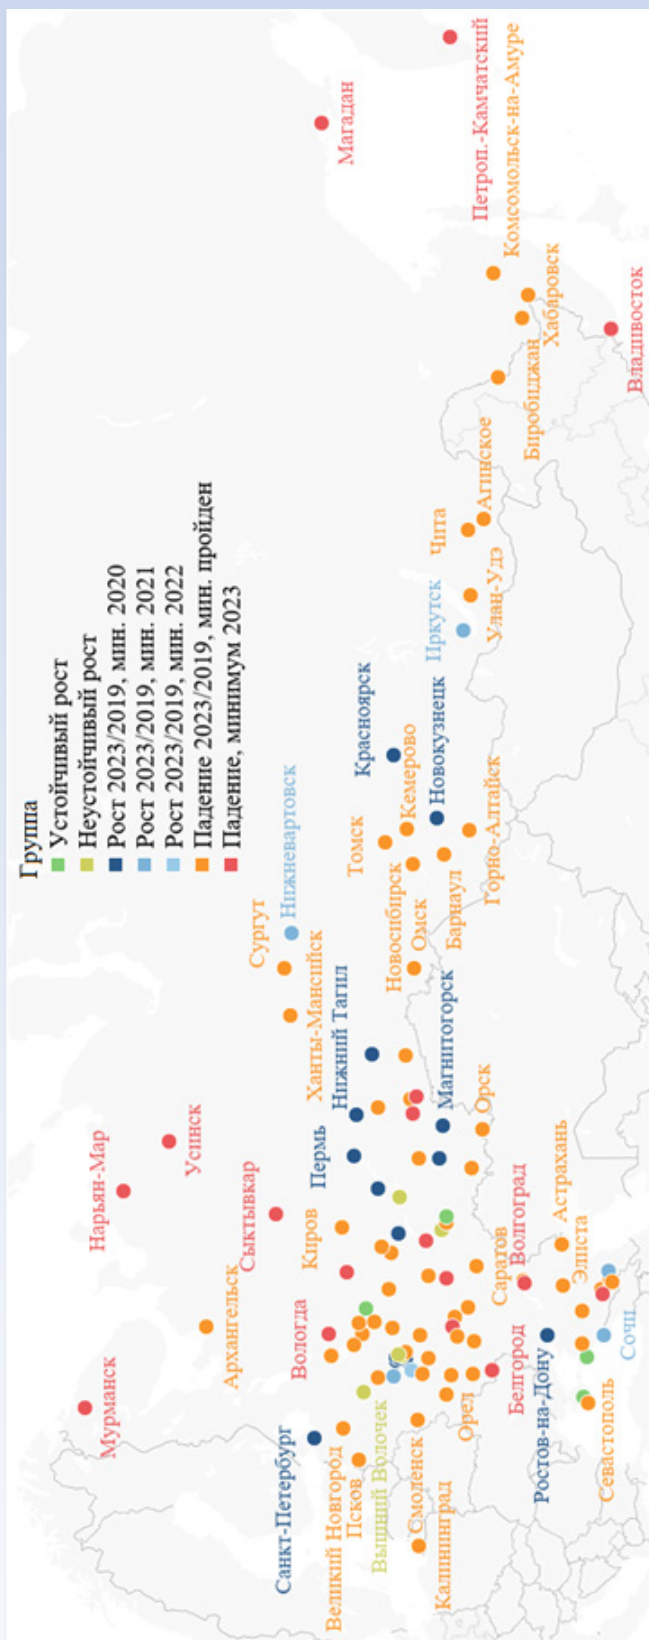 Группа
Устойчивый рост
Неустойчивый рост
Рост 2023/2019, мин. 2020
Рост 2023/2019, мин. 2021
Рост 2023/2019, мин. 2022
Падение 2023/2019, мин. пройден
Падение, минимум 2023
Мурманск
Нарьян-Мар
Усинск
Магадан
Архангельск
Сыктывкар
Санкт-Петербург
Вологда
Киров
Пермь
Нижний Тагил
Ханты-Мансийск
Сургут
Нижневартовск
Великий Новгород
Псков
Вышний Волочек
Смоленск
Калининград
Орел
Белгород
Саратов
Волгоград
Орск
Магнитогорск
Омск
Новосибирск
Томск
Кемерово
Барнаул
Горно-Алтайск
Новокузнецк
Красноярск
Иркутск
Улан-Удэ
Чита
Агинское
Биробиджан
Хабаровск
Комсомольск-на-Амуре
Петроп.-Камчатский
Владивосток
Ростов-на-Дону
Севастополь
Сочи
Элиста
Астрахань